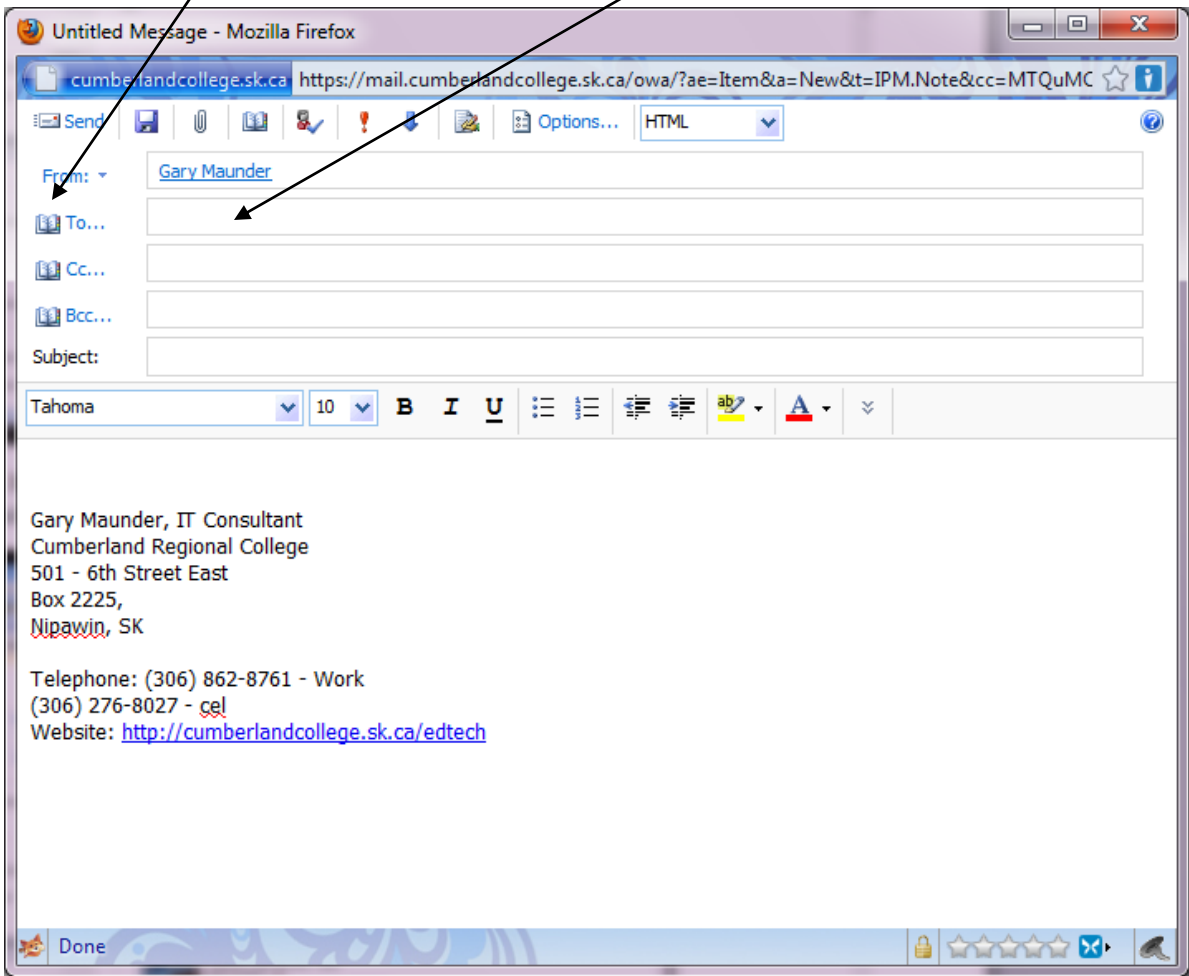 Untitled Message - Mozilla Firefox
cumberlandcollege.sk.ca https://mail.cumberlandcollege.sk.ca/owa/?ae=Item&a=New&t=IPM.Note&cc=MTQuMC
Send Options... HTML
From: Gary Maunder
To...
Cc...
Bcc...
Subject:
Tahoma 10 B I U ab A
Gary Maunder, IT Consultant
Cumberland Regional College
501 - 6th Street East
Box 2225,
Nipawin, SK
Telephone: (306) 862-8761 - Work
(306) 276-8027 - cel
Website: http://cumberlandcollege.sk.ca/edtech
Done